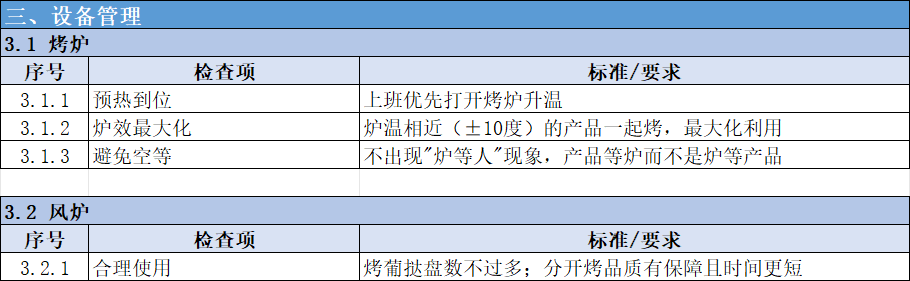 三、设备管理
3.1 烤炉
序号 检查项 标准/要求
3.1.1 预热到位 上班优先打开烤炉升温
3.1.2 炉效最大化 炉温相近（±10度）的产品一起烤，最大化利用
3.1.3 避免空等 不出现"炉等人"现象，产品等炉而不是炉等产品
3.2 风炉
序号 检查项 标准/要求
3.2.1 合理使用 烤葡挞盘数不过多；分开烤品质有保障且时间更短